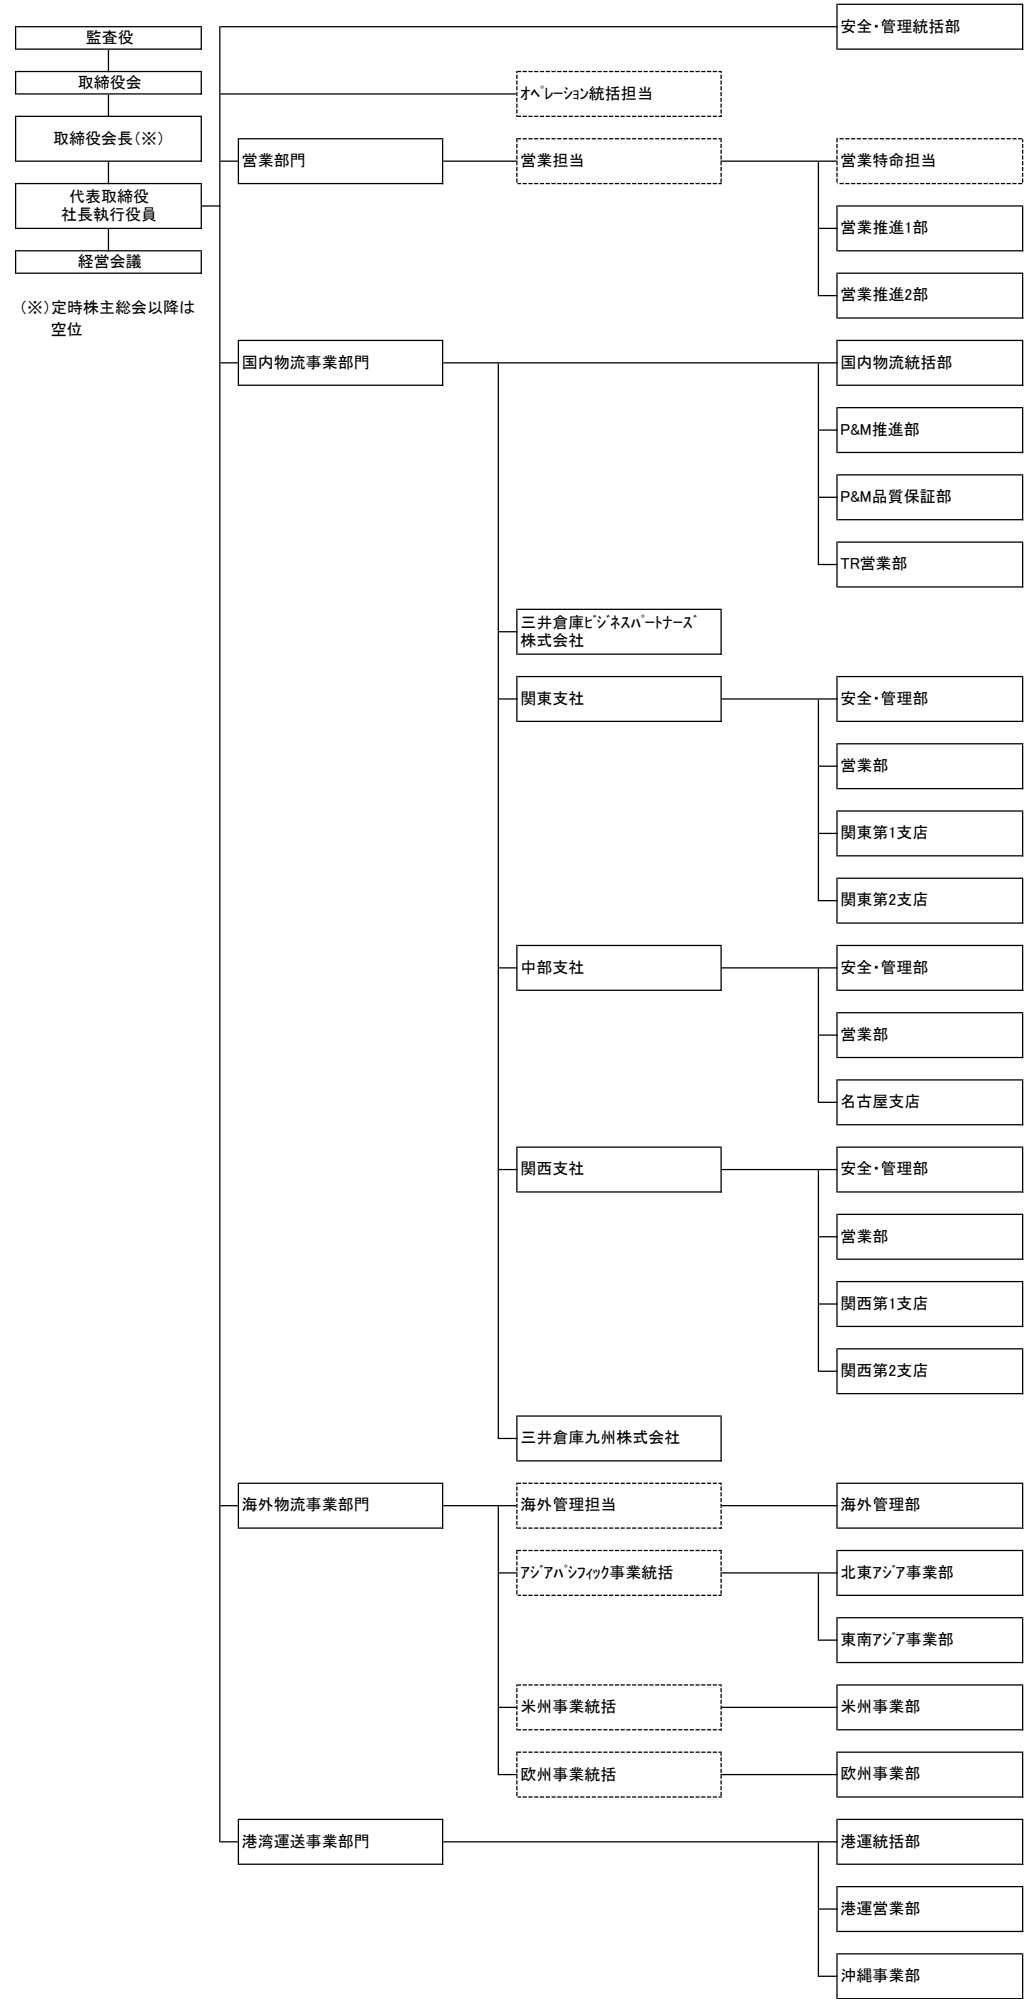 監査役
取締役会
取締役会長(※)
代表取締役
社長執行役員
経営会議
(※)定時株主総会以降は
空位
安全・管理統括部
ｵﾍﾟﾚｰｼｮﾝ統括担当
営業部門
営業担当
営業特命担当
営業推進1部
営業推進2部
国内物流事業部門
国内物流統括部
P&M推進部
P&M品質保証部
TR営業部
三井倉庫ﾋﾞｼﾞﾈｽﾊﾟｰﾄﾅｰｽﾞ
株式会社
関東支社
安全・管理部
営業部
関東第1支店
関東第2支店
中部支社
安全・管理部
営業部
名古屋支店
関西支社
安全・管理部
営業部
関西第1支店
関西第2支店
三井倉庫九州株式会社
海外物流事業部門
海外管理担当
海外管理部
ｱｼﾞｱﾊﾟｼﾌｨｯｸ事業統括
北東ｱｼﾞｱ事業部
東南ｱｼﾞｱ事業部
米州事業統括
米州事業部
欧州事業統括
欧州事業部
港湾運送事業部門
港運統括部
港運営業部
沖縄事業部